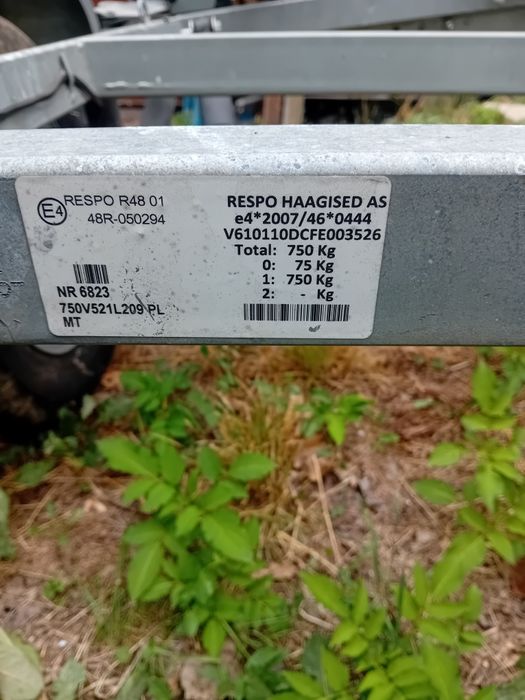 E4
RESPO R48 01
48R-050294
NR 6823
750V521L209 PL
MT
RESPO HAAGISED AS
e4*2007/46*0444
V610110DCFE003526
Total: 750 Kg
0: 75 Kg
1: 750 Kg
2: - Kg